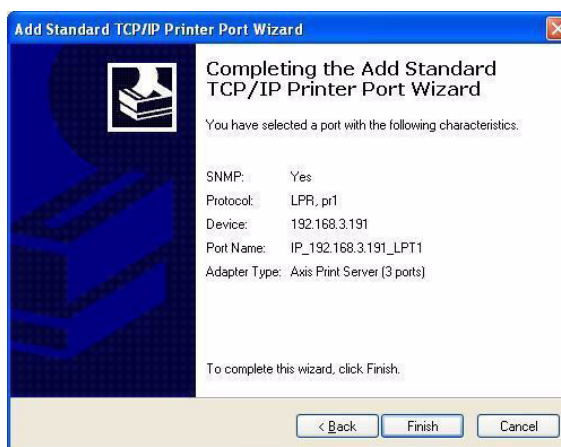 Add Standard TCP/IP Printer Port Wizard
Completing the Add Standard
TCP/IP Printer Port Wizard
You have selected a port with the following characteristics.
SNMP: Yes
Protocol: LPR, pr1
Device: 192.168.3.191
Port Name: IP_192.168.3.191_LPT1
Adapter Type: Axis Print Server (3 ports)
To complete this wizard, click Finish.
< Back Finish Cancel